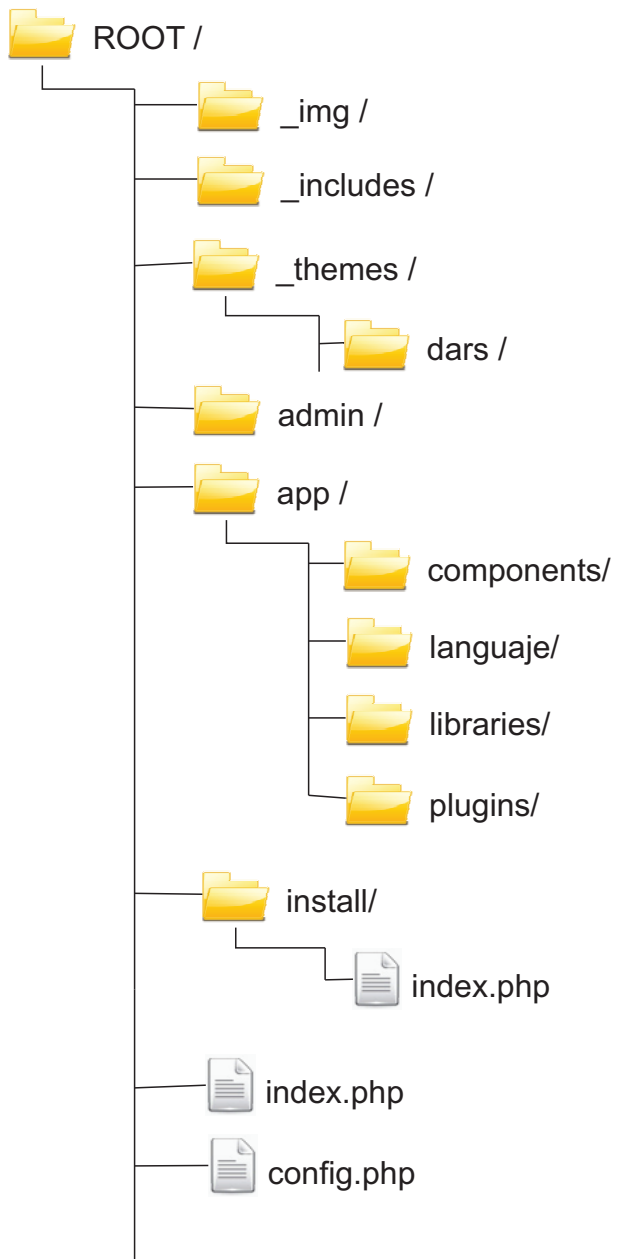 ROOT /
_img /
_includes /
_themes /
dars /
admin /
app /
components/
languaje/
libraries/
plugins/
install/
index.php
index.php
config.php